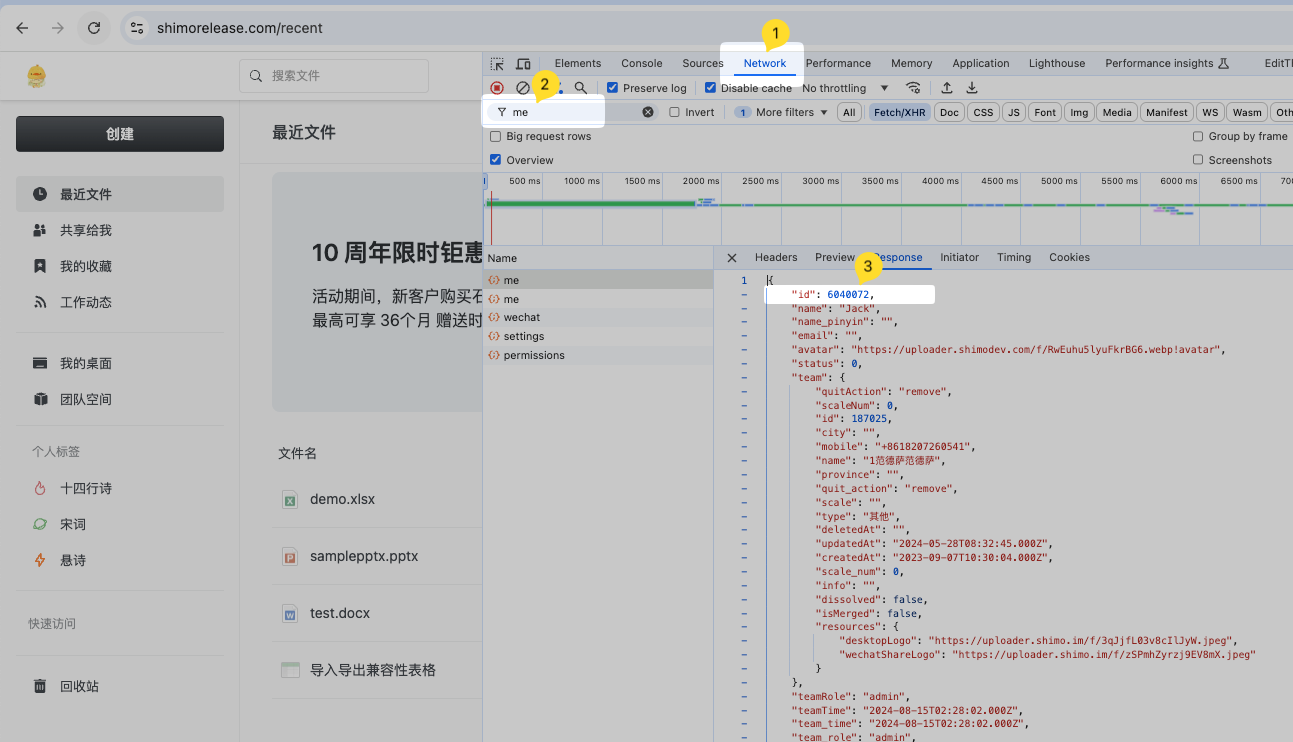 shimorelease.com/recent
1
搜索文件
Elements
Console
Sources
Network
Performance
Memory
Application
Lighthouse
Performance insights
EditTh
2
Preserve log
Disable cache
No throttling
me
Invert
1
More filters
All
Fetch/XHR
Doc
CSS
JS
Font
Img
Media
Manifest
WS
Wasm
Oth
Big request rows
Group by frame
Overview
Screenshots
500 ms
1000 ms
1500 ms
2000 ms
2500 ms
3000 ms
3500 ms
4000 ms
4500 ms
5000 ms
5500 ms
6000 ms
6500 ms
700
创建
最近文件
共享给我
我的收藏
工作动态
我的桌面
团队空间
个人标签
十四行诗
宋词
悬诗
快速访问
回收站
最近文件
10 周年限时钜惠
活动期间，新客户购买石
最高可享 36个月 赠送时
文件名
demo.xlsx
samplepptx.pptx
test.docx
导入导出兼容性表格
Name
me
me
wechat
settings
permissions
Headers
Preview
Response
Initiator
Timing
Cookies
3
1
{
"id": 6040072,
"name": "Jack",
"name_pinyin": "",
"email": "",
"avatar": "https://uploader.shimodev.com/f/RwEuhu5lyuFkrBG6.webp!avatar",
"status": 0,
"team": {
"quitAction": "remove",
"scaleNum": 0,
"id": 187025,
"city": "",
"mobile": "+8618207260541",
"name": "1范德萨范德萨",
"province": "",
"quit_action": "remove",
"scale": "",
"type": "其他",
"deletedAt": "",
"updatedAt": "2024-05-28T08:32:45.000Z",
"createdAt": "2023-09-07T10:30:04.000Z",
"scale_num": 0,
"info": "",
"dissolved": false,
"isMerged": false,
"resources": {
"desktopLogo": "https://uploader.shimo.im/f/3qJjfL03v8cIlJyW.jpeg",
"wechatShareLogo": "https://uploader.shimo.im/f/zSPmhZyrzj9EV8mX.jpeg"
}
},
"teamRole": "admin",
"teamTime": "2024-08-15T02:28:02.000Z",
"team_time": "2024-08-15T02:28:02.000Z",
"team_role": "admin",